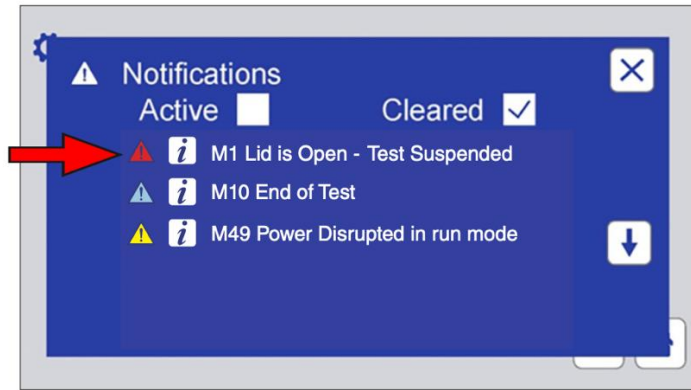 Notifications
Active Cleared
i M1 Lid is Open - Test Suspended
i M10 End of Test
i M49 Power Disrupted in run mode